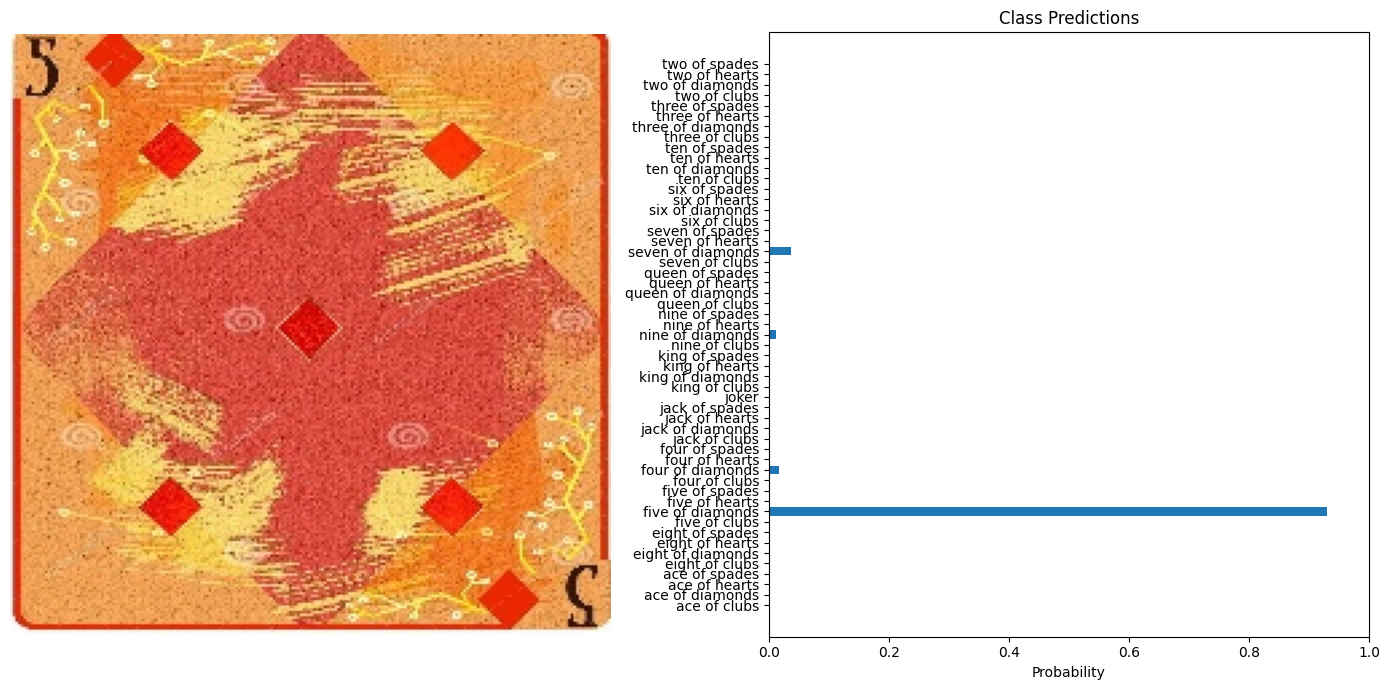 5
5
Class Predictions
two of spades
two of hearts
two of diamonds
two of clubs
three of spades
three of hearts
three of diamonds
three of clubs
ten of spades
ten of hearts
ten of diamonds
ten of clubs
six of spades
six of hearts
six of diamonds
six of clubs
seven of spades
seven of hearts
seven of diamonds
seven of clubs
queen of spades
queen of hearts
queen of diamonds
queen of clubs
nine of spades
nine of hearts
nine of diamonds
nine of clubs
king of spades
king of hearts
king of diamonds
king of clubs
joker
jack of spades
jack of hearts
jack of diamonds
jack of clubs
four of spades
four of hearts
four of diamonds
four of clubs
five of spades
five of hearts
five of diamonds
five of clubs
eight of spades
eight of hearts
eight of diamonds
eight of clubs
ace of spades
ace of hearts
ace of diamonds
ace of clubs
0.0 0.2 0.4 0.6 0.8 1.0
Probability